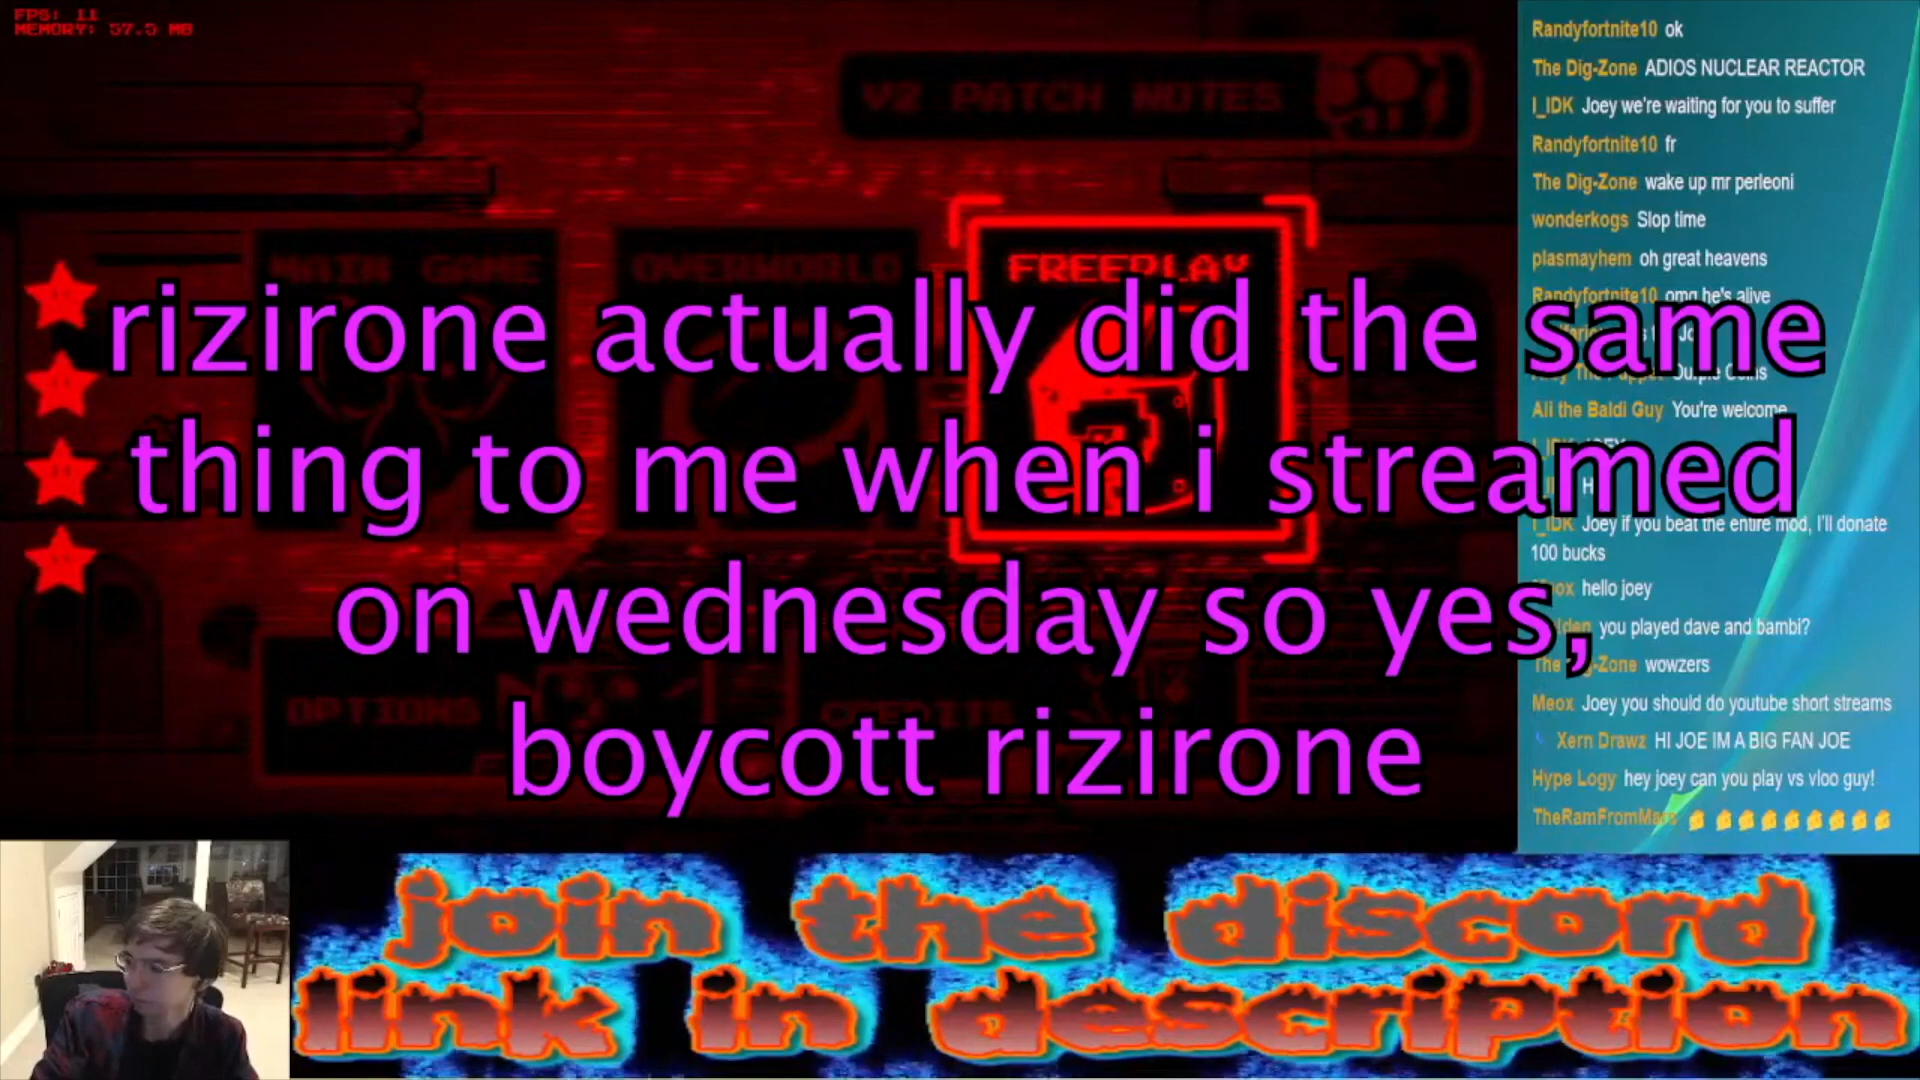 FPS: 11
MEMORY: 57.5 MB
V2 PATCH NOTES
MAIN GAME
OVERWORLD
FREEPLAY
OPTIONS
CREDITS
rizirone actually did the same
thing to me when i streamed
on wednesday so yes,
boycott rizirone
Randyfortnite10 ok
The Dig-Zone ADIOS NUCLEAR REACTOR
I_IDK Joey we're waiting for you to suffer
Randyfortnite10 fr
The Dig-Zone wake up mr perleoni
wonderkogs Slop time
plasmayhem oh great heavens
Randyfortnite10 omg he's alive
Ali the Baldi Guy You're welcome
I_IDK Joey if you beat the entire mod, I'll donate
100 bucks
hello joey
you played dave and bambi?
The Dig-Zone wowzers
Meox Joey you should do youtube short streams
Xern Drawz HI JOE IM A BIG FAN JOE
Hype Logy hey joey can you play vs vloo guy!
TheRamFromMars
join the discord
link in description